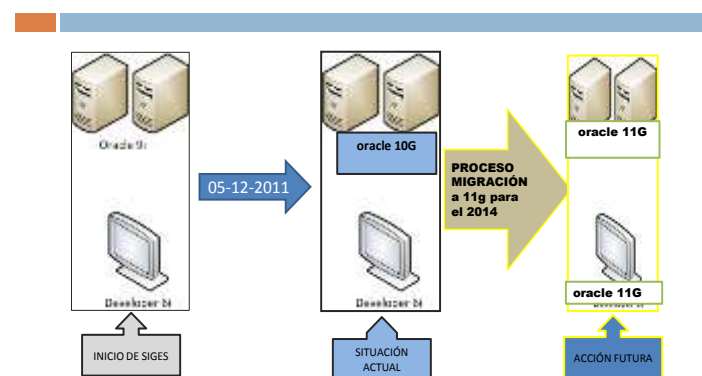 Oracle 9i
Developer 6i
INICIO DE SIGES
05-12-2011
oracle 10G
Developer 6i
SITUACIÓN
ACTUAL
PROCESO
MIGRACIÓN
a 11g para
el 2014
oracle 11G
oracle 11G
ACCIÓN FUTURA